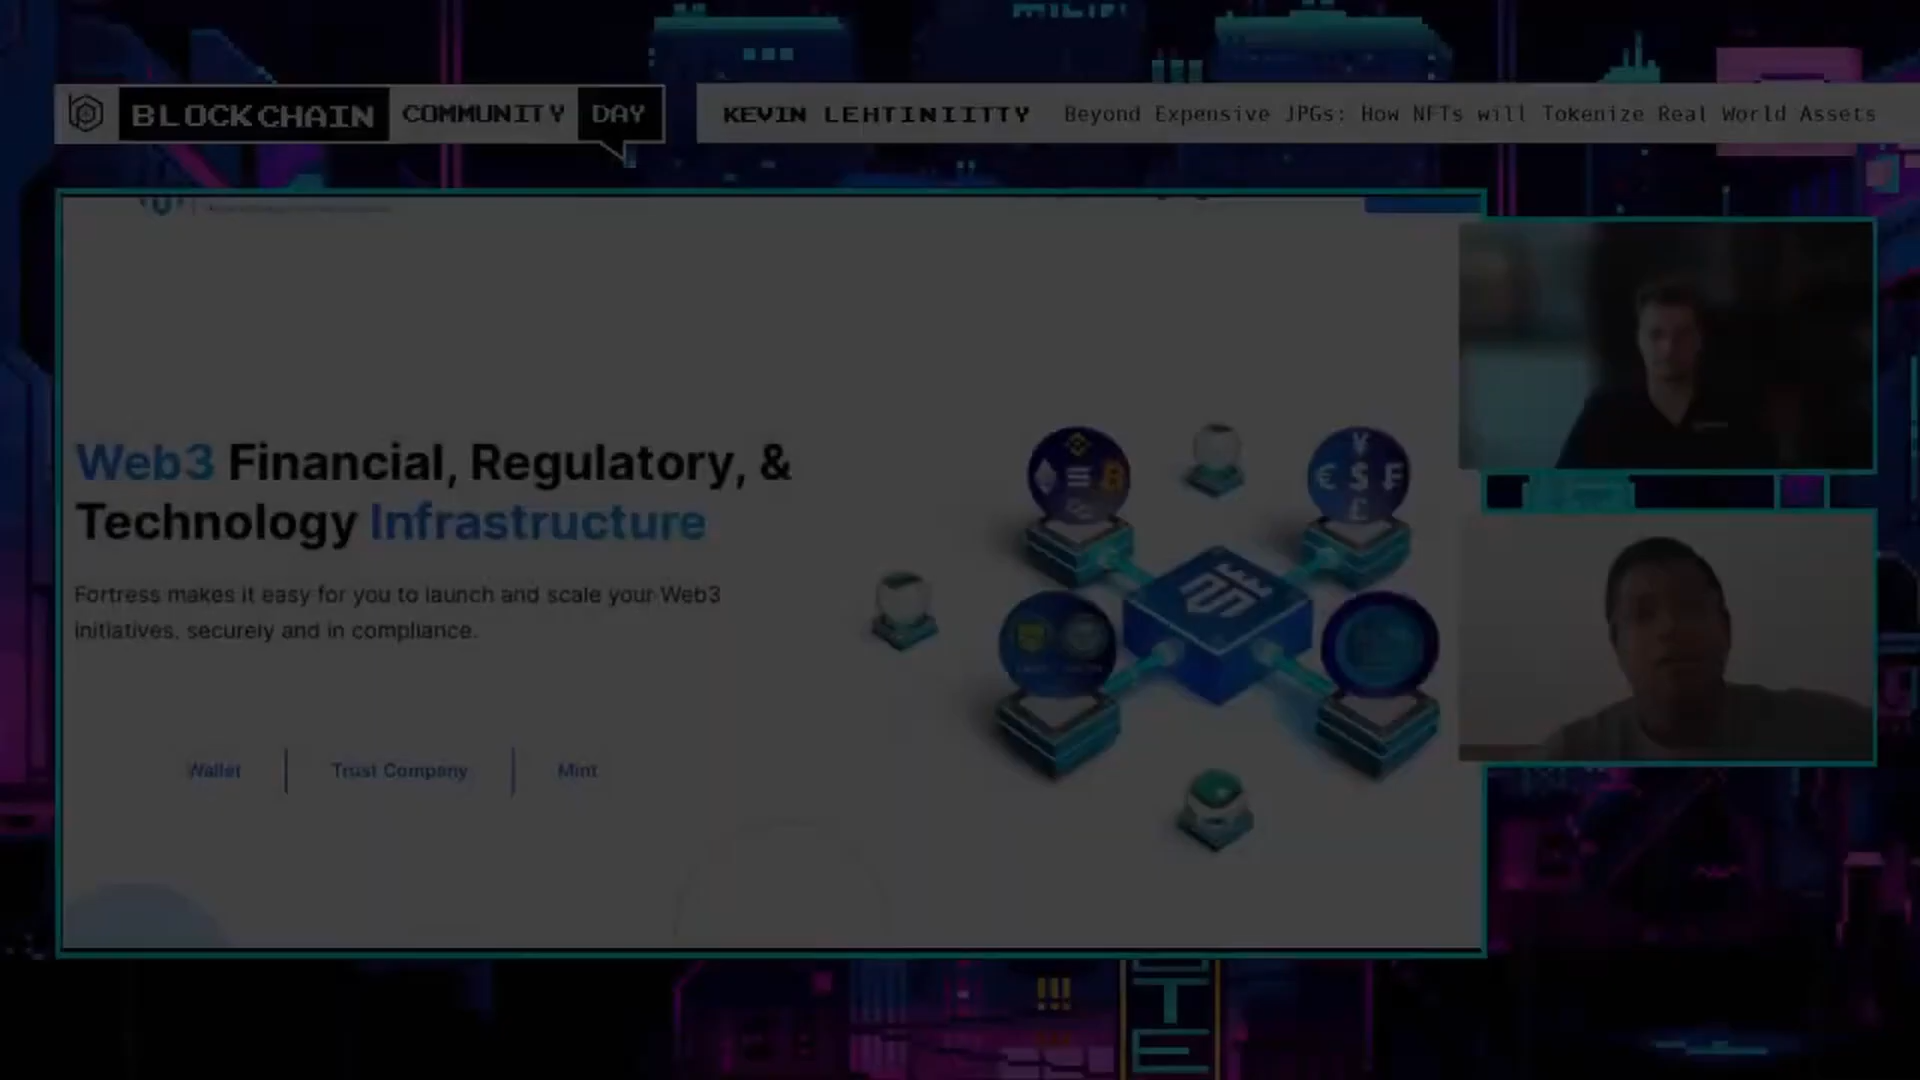 BLOCKCHAIN COMMUNITY DAY
KEVIN LEHTINIITTY Beyond Expensive JPGs: How NFTs will Tokenize Real World Assets
Web3 Financial, Regulatory, &
Technology Infrastructure
Fortress makes it easy for you to launch and scale your Web3
initiatives, securely and in compliance.
Wallet Trust Company Mint